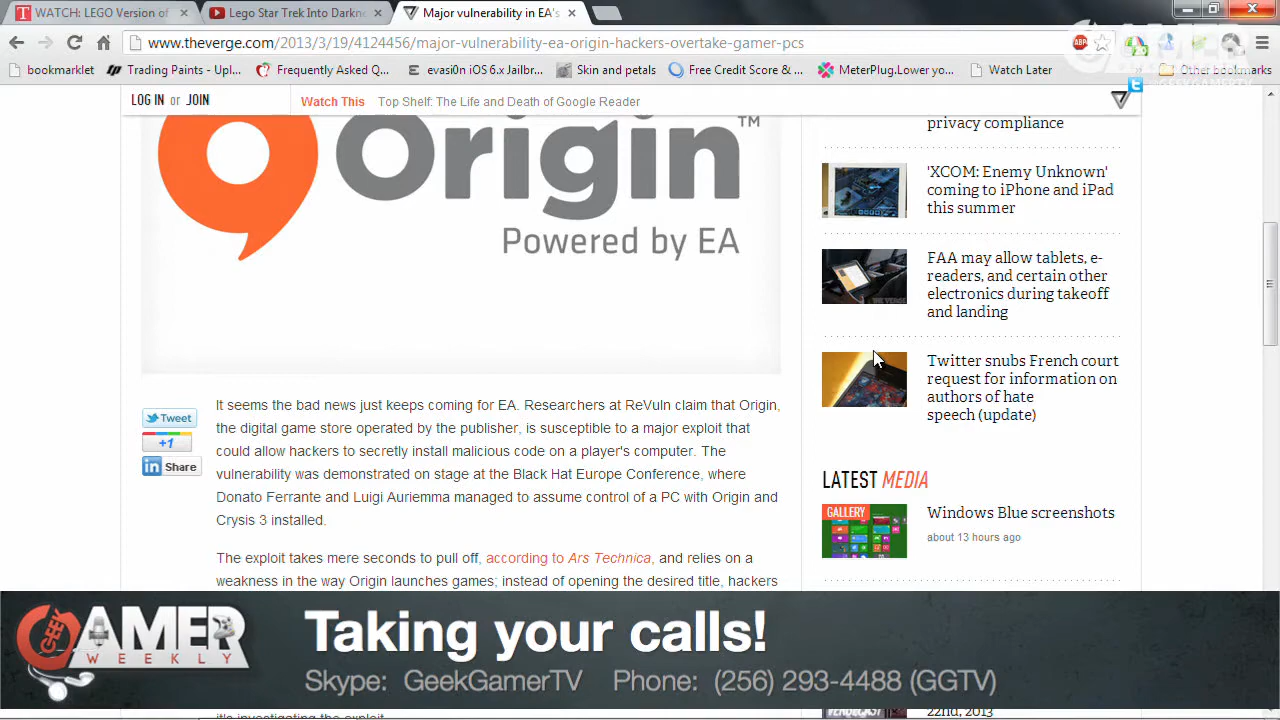 WATCH: LEGO Version of
Lego Star Trek Into Darkne
Major vulnerability in EA's
www.theverge.com/2013/3/19/4128456/major-vulnerability-ea-origin-hackers-overtake-gamer-pcs
ABP
bookmarklet
Trading Paints - Upl...
Frequently Asked Q...
evasi0n iOS 6.x Jailbr...
Skin and petals
Free Credit Score & ...
MeterPlug.Lower yo...
Watch Later
Other bookmarks
LOG IN or JOIN
Watch This Top Shelf: The Life and Death of Google Reader
Origin™
Powered by EA
Tweet
+1
Share
It seems the bad news just keeps coming for EA. Researchers at ReVuln claim that Origin,
the digital game store operated by the publisher, is susceptible to a major exploit that
could allow hackers to secretly install malicious code on a player's computer. The
vulnerability was demonstrated on stage at the Black Hat Europe Conference, where
Donato Ferrante and Luigi Auriemma managed to assume control of a PC with Origin and
Crysis 3 installed.
The exploit takes mere seconds to pull off, according to Ars Technica, and relies on a
weakness in the way Origin launches games; instead of opening the desired title, hackers
it's investigating the exploit
privacy compliance
'XCOM: Enemy Unknown'
coming to iPhone and iPad
this summer
FAA may allow tablets, e-
readers, and certain other
electronics during takeoff
and landing
Twitter snubs French court
request for information on
authors of hate
speech (update)
LATEST MEDIA
GALLERY
Windows Blue screenshots
about 13 hours ago
22nd, 2013
GEEK
GAMER
WEEKLY
Taking your calls!
Skype: GeekGamerTV Phone: (256) 293-4488 (GGTV)